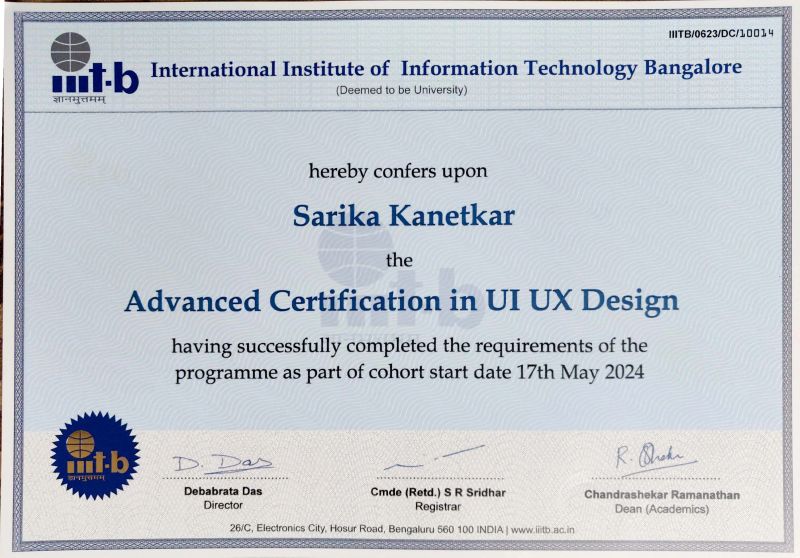 IIITB/0623/DC/10014
iiit-b
ज्ञानमुत्तमम्
International Institute of Information Technology Bangalore
(Deemed to be University)
hereby confers upon
Sarika Kanetkar
the
Advanced Certification in UI UX Design
having successfully completed the requirements of the
programme as part of cohort start date 17th May 2024
iiit-b
iiit-b
ज्ञानमुत्तमम्
D. Das
R. Shekar
Debabrata Das
Director
Cmde (Retd.) S R Sridhar
Registrar
Chandrashekar Ramanathan
Dean (Academics)
26/C, Electronics City, Hosur Road, Bengaluru 560 100 INDIA | www.iiitb.ac.in